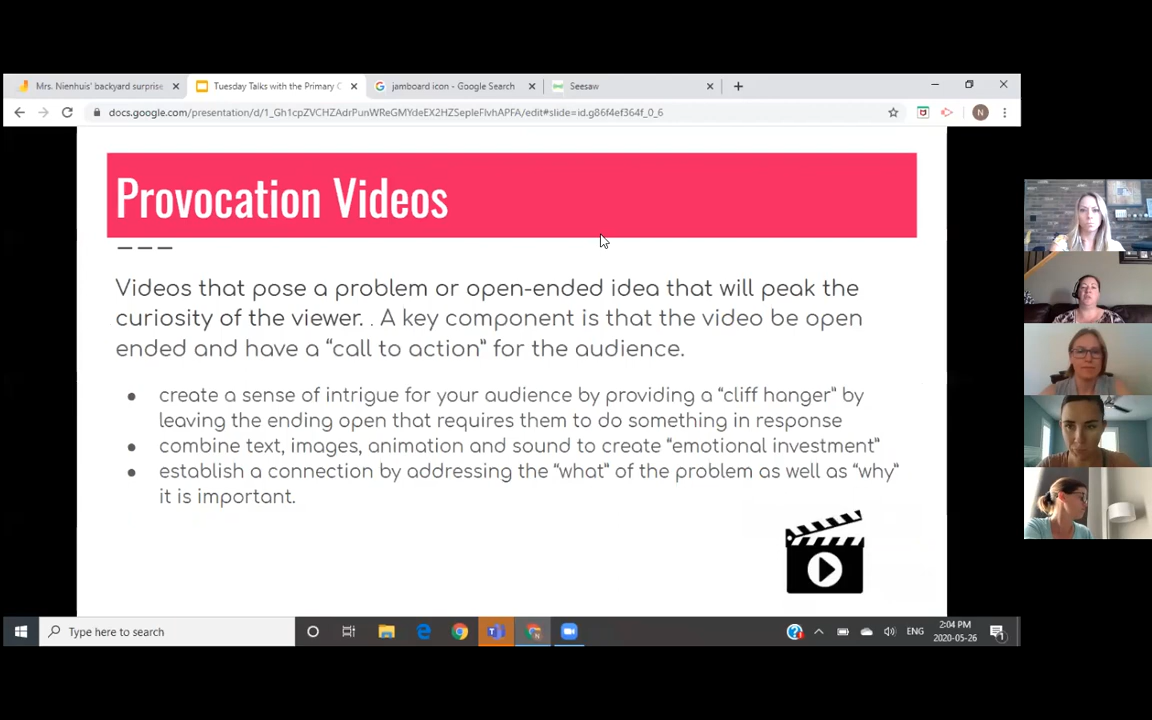 Mrs. Nienhuis' backyard surprise
Tuesday Talks with the Primary C
jamboard icon - Google Search
Seesaw
docs.google.com/presentation/d/1_Gh1cpZVCHZAdrPunWReGMYdeEX2HZSepleFlvhAPFA/edit#slide=id.g86f4ef364f_0_6
N
Provocation Videos
Videos that pose a problem or open-ended idea that will peak the
curiosity of the viewer. . A key component is that the video be open
ended and have a “call to action” for the audience.
• create a sense of intrigue for your audience by providing a “cliff hanger” by
leaving the ending open that requires them to do something in response
• combine text, images, animation and sound to create “emotional investment”
• establish a connection by addressing the “what” of the problem as well as “why”
it is important.
Type here to search
ENG
2:04 PM
2020-05-26
1